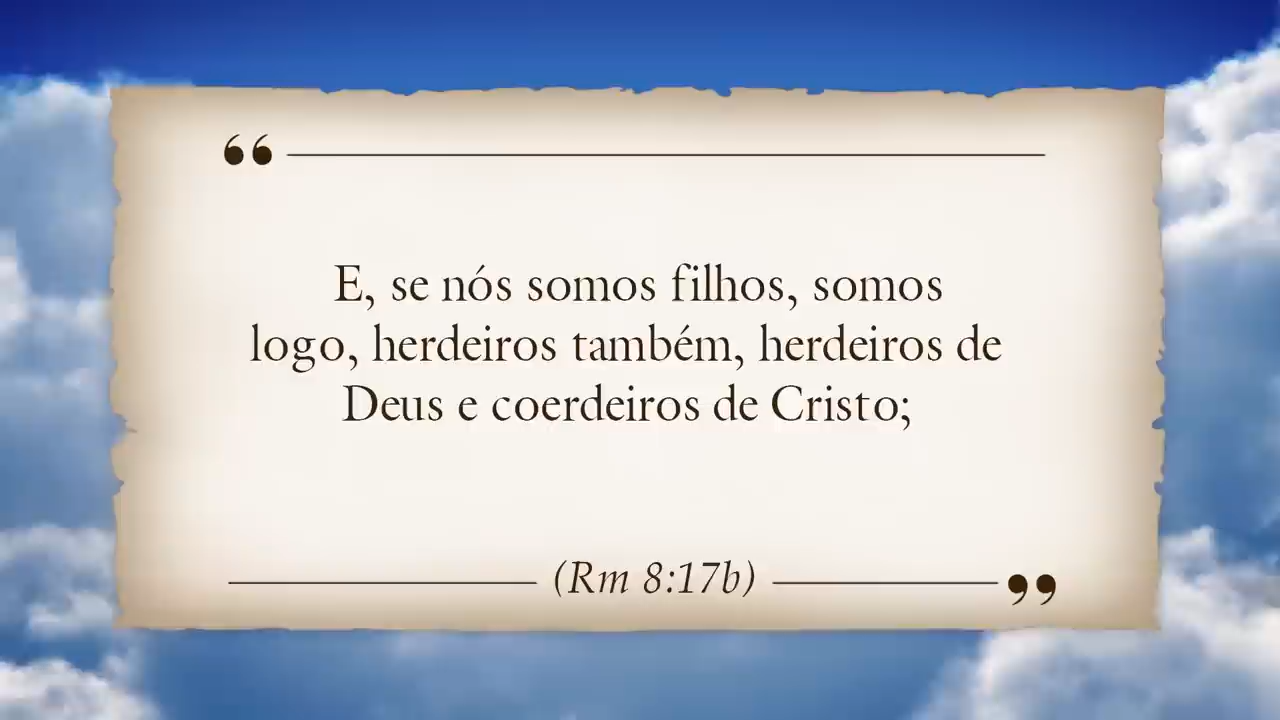 “
E, se nós somos filhos, somos
logo, herdeiros também, herdeiros de
Deus e coerdeiros de Cristo;
(Rm 8:17b)
”